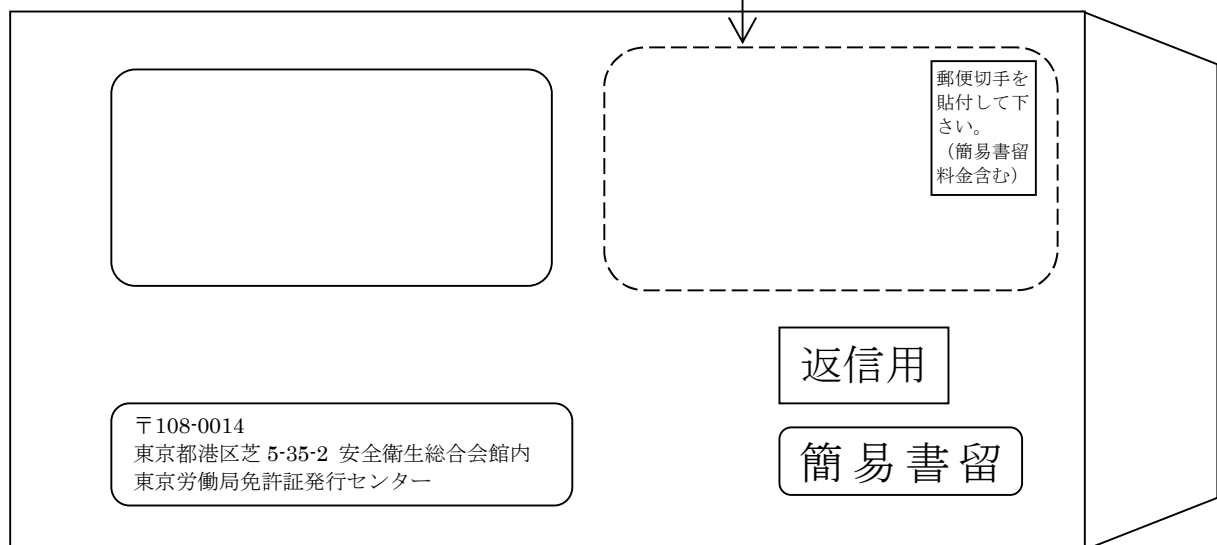 郵便切手を
貼付して下
さい。
（簡易書留
料金含む）
返信用
〒108-0014
東京都港区芝 5-35-2 安全衛生総合会館内
東京労働局免許証発行センター
簡易書留